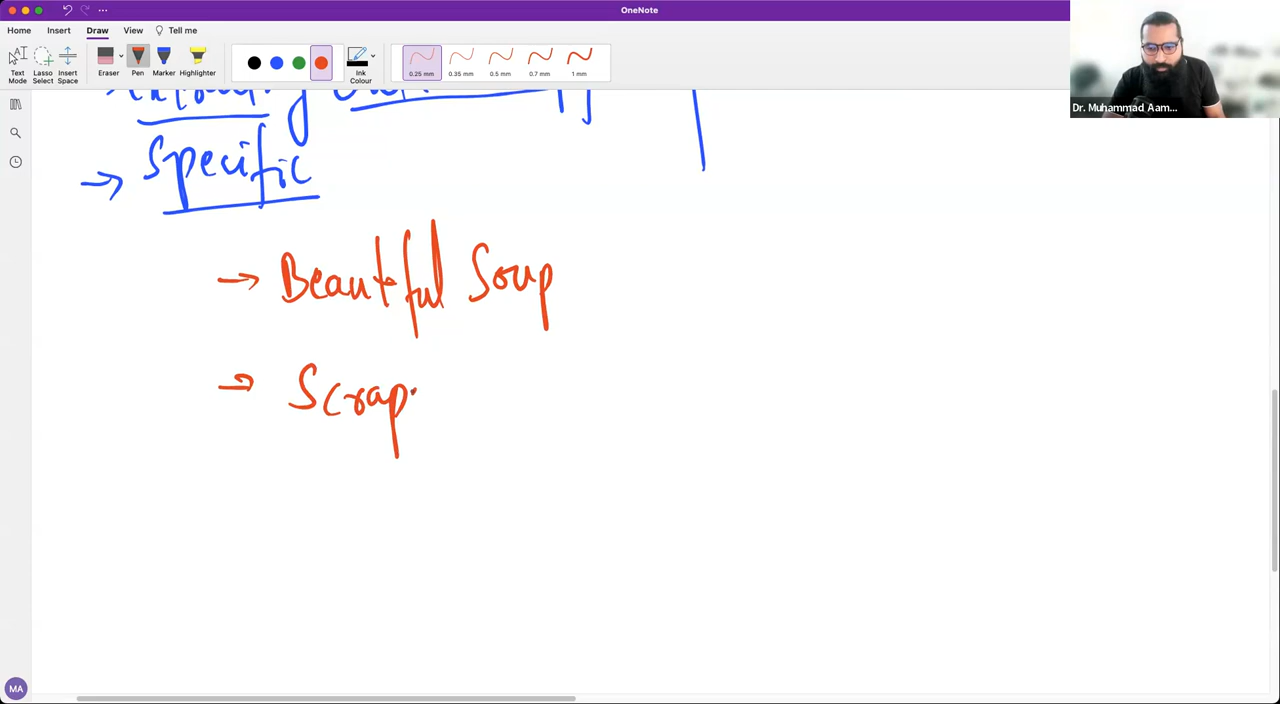 OneNote
Home Insert Draw View Tell me
Text Mode Lasso Select Insert Space Eraser Pen Marker Highlighter Ink Colour 0.25 mm 0.35 mm 0.5 mm 0.7 mm 1 mm
Dr. Muhammad Aam...
→ Specific
→ Beautiful Soup
→ Scrap
MA